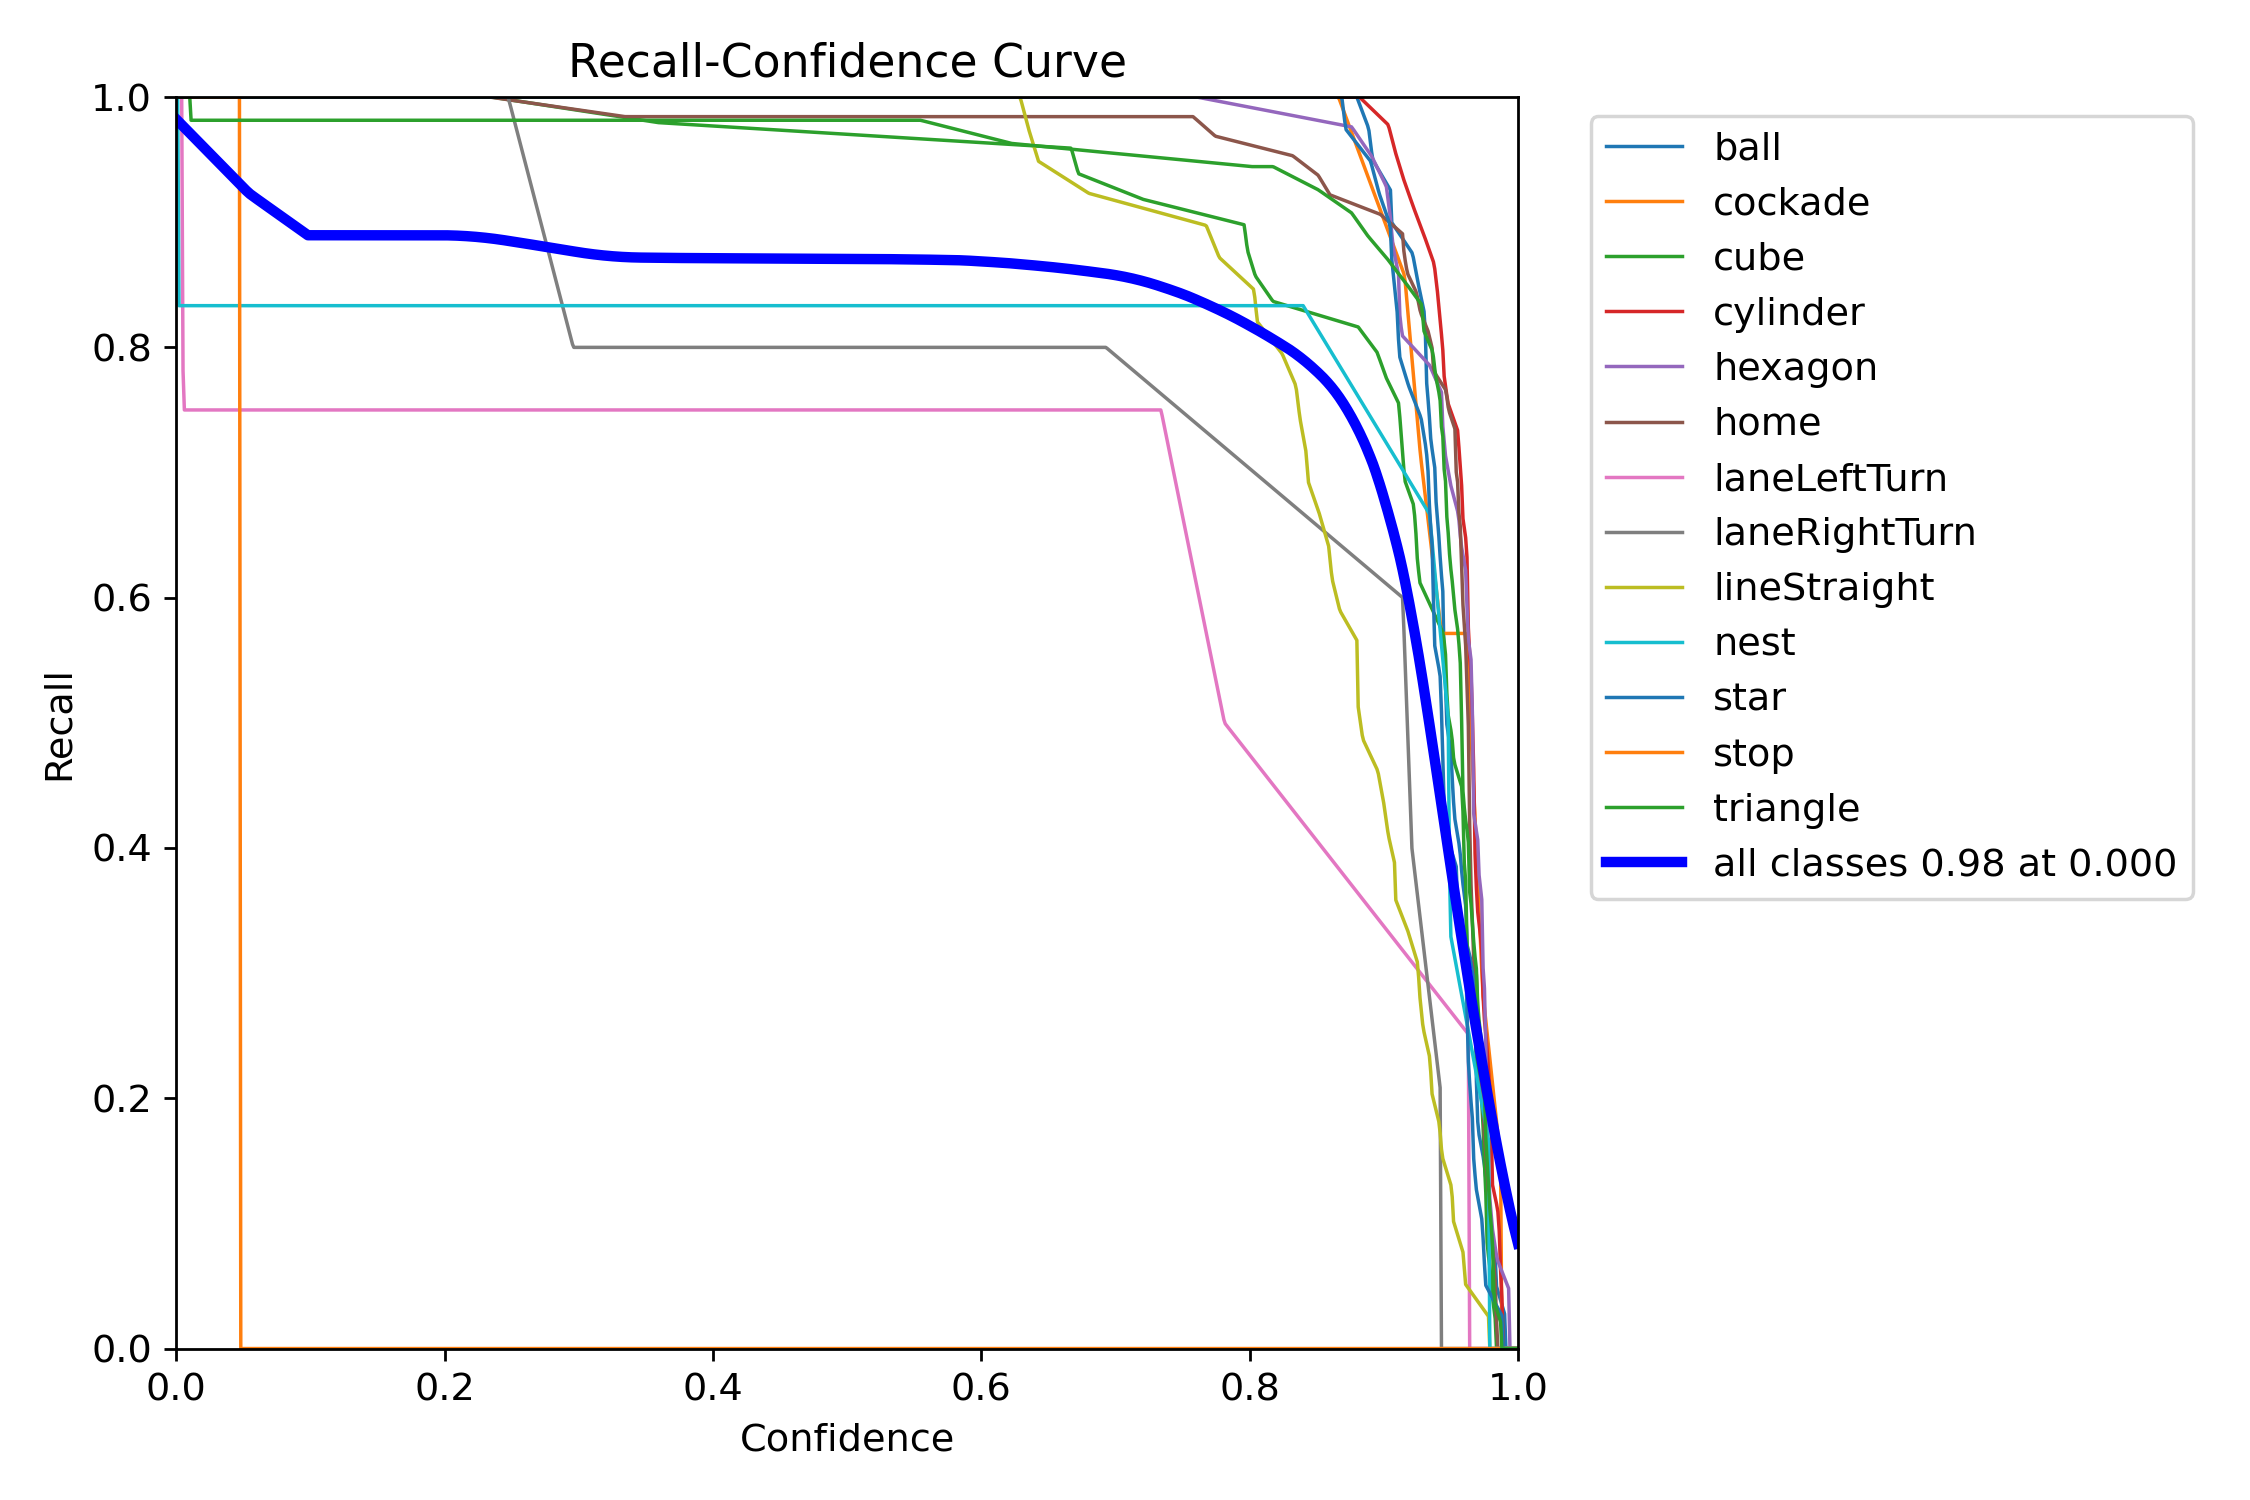 Recall-Confidence Curve
1.0
0.8
0.6
0.4
0.2
0.0
Recall
0.0 0.2 0.4 0.6 0.8 1.0
Confidence
ball
cockade
cube
cylinder
hexagon
home
laneLeftTurn
laneRightTurn
lineStraight
nest
star
stop
triangle
all classes 0.98 at 0.000